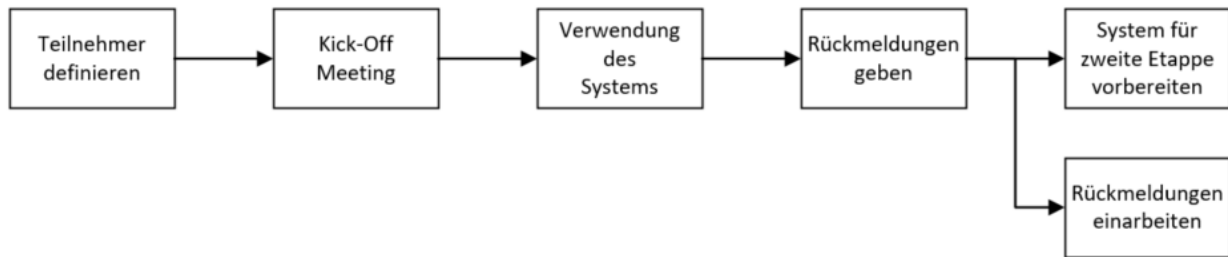 Teilnehmer
definieren
Kick-Off
Meeting
Verwendung
des
Systems
Rückmeldungen
geben
System für
zweite Etappe
vorbereiten
Rückmeldungen
einarbeiten